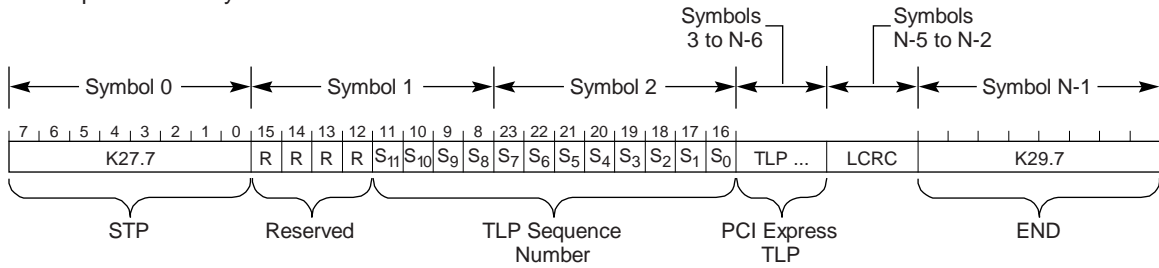 Symbols
3 to N-6
Symbols
N-5 to N-2
Symbol 0
Symbol 1
Symbol 2
Symbol N-1
7 6 5 4 3 2 1 0 15 14 13 12 11 10 9 8 23 22 21 20 19 18 17 16
K27.7 R R R R S11 S10 S9 S8 S7 S6 S5 S4 S3 S2 S1 S0 TLP ... LCRC K29.7
STP
Reserved
TLP Sequence
Number
PCI Express
TLP
END